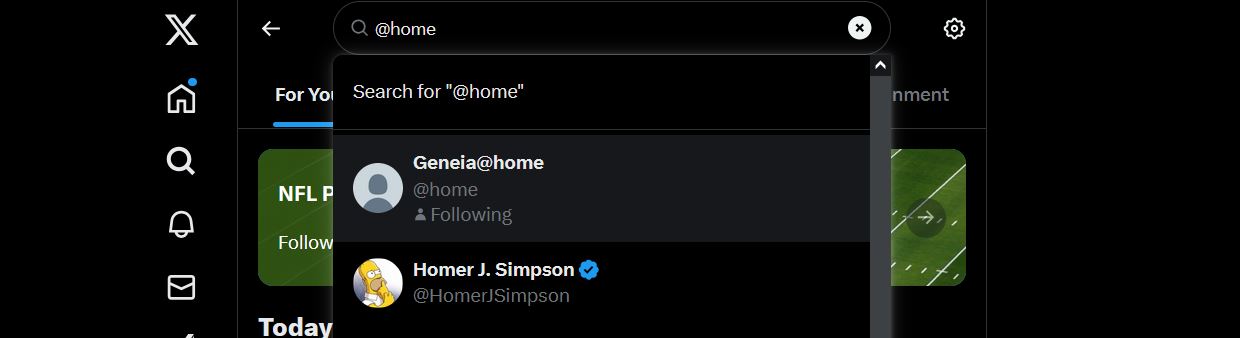 @home
For You
nment
Search for "@home"
Geneia@home
@home
Following
NFL P
Follow
Homer J. Simpson
@HomerJSimpson
Today